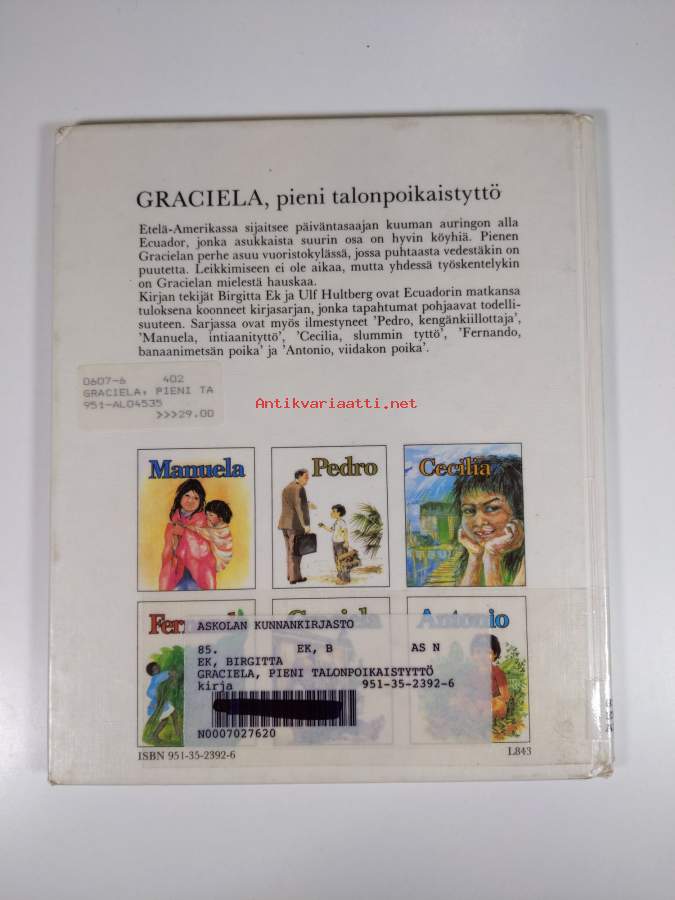 GRACIELA, pieni talonpoikaistyttö
Etelä-Amerikassa sijaitsee päiväntasaajan kuuman auringon alla
Ecuador, jonka asukkaista suurin osa on hyvin köyhiä. Pienen
Gracielan perhe asuu vuoristokylässä, jossa puhtaasta vedestäkin on
puutetta. Leikkimiseen ei ole aikaa, mutta yhdessä työskentelykin
on Gracielan mielestä hauskaa.
Kirjan tekijät Birgitta Ek ja Ulf Hultberg ovat Ecuadorin matkansa
tuloksena koonneet kirjasarjan, jonka tapahtumat pohjaavat todelli-
suuteen. Sarjassa ovat myös ilmestyneet 'Pedro, kengänkiillottaja',
'Manuela, intiaanityttö', 'Cecilia, slummin tyttö', 'Fernando,
banaanimetsän poika' ja 'Antonio, viidakon poika'.
0607-6 402
GRACIELA, PIENI TA
951-AL04535
>>>29.00
Antikvariaatti.net
Manuela
Pedro
Cecilia
Antonio
ASKOLAN KUNNANKIRJASTO
85. EK, B AS N
EK, BIRGITTA
GRACIELA, PIENI TALONPOIKAISTYTTÖ
kirja 951-35-2392-6
N0007027620
ISBN 951-35-2392-6
L843